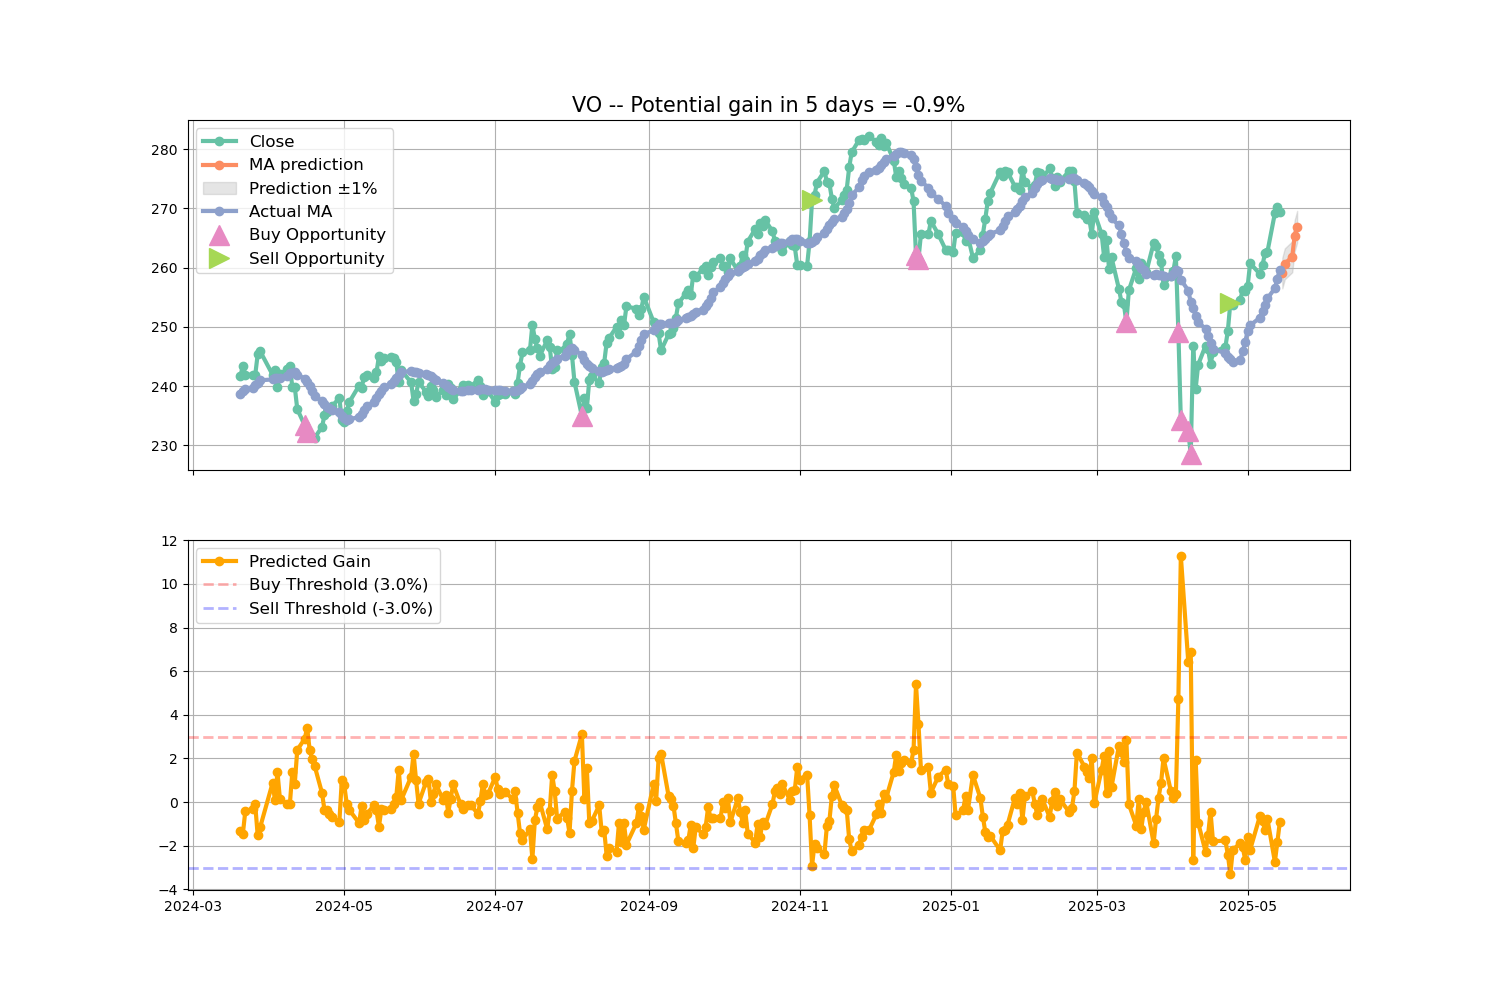 VO -- Potential gain in 5 days = -0.9%
Close
MA prediction
Prediction ±1%
Actual MA
Buy Opportunity
Sell Opportunity
280
270
260
250
240
230
Predicted Gain
Buy Threshold (3.0%)
Sell Threshold (-3.0%)
12
10
8
6
4
2
0
−2
−4
2024-03
2024-05
2024-07
2024-09
2024-11
2025-01
2025-03
2025-05